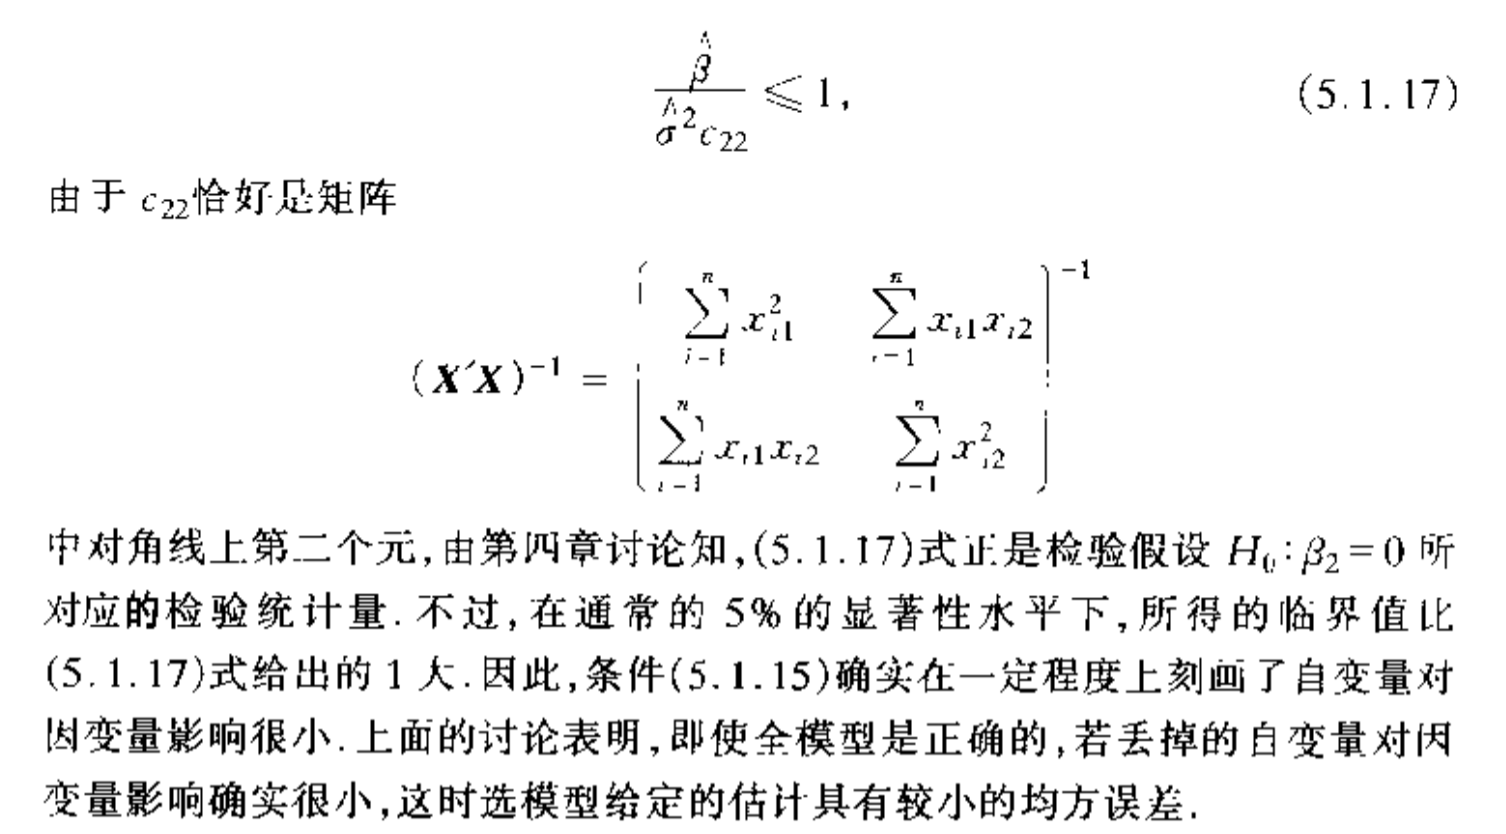 \frac{\hat{\beta}}{\hat{\sigma}^2 c_{22}} ≤ 1, (5.1.17)
由于 c_{22}恰好是矩阵
(X'X)^{-1} = \begin{pmatrix} \sum_{i=1}^{n} x_{i1}^2 & \sum_{i=1}^{n} x_{i1}x_{i2} \\ \sum_{i=1}^{n} x_{i1}x_{i2} & \sum_{i=1}^{n} x_{i2}^2 \end{pmatrix}^{-1}
中对角线上第二个元,由第四章讨论知,(5.1.17)式正是检验假设 H_0:β_2=0 所
对应的检验统计量.不过,在通常的 5%的显著性水平下,所得的临界值比
(5.1.17)式给出的 1 大.因此,条件(5.1.15)确实在一定程度上刻画了自变量对
因变量影响很小.上面的讨论表明,即使全模型是正确的,若丢掉的自变量对因
变量影响确实很小,这时选模型给定的估计具有较小的均方误差.